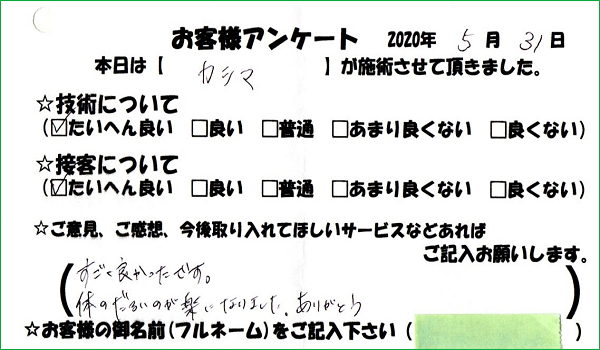 お客様アンケート 2020年 5月 31日
本日は【 カシマ 】が施術させて頂きました。
☆技術について
(☑たいへん良い □良い □普通 □あまり良くない □良くない)
☆接客について
(☑たいへん良い □良い □普通 □あまり良くない □良くない)
☆ご意見、ご感想、今後取り入れてほしいサービスなどあれば
ご記入お願いします。
(すごく良かったです。
体のだるいのが楽になりました。ありがとう)
☆お客様の御名前(フルネーム)をご記入下さい( )